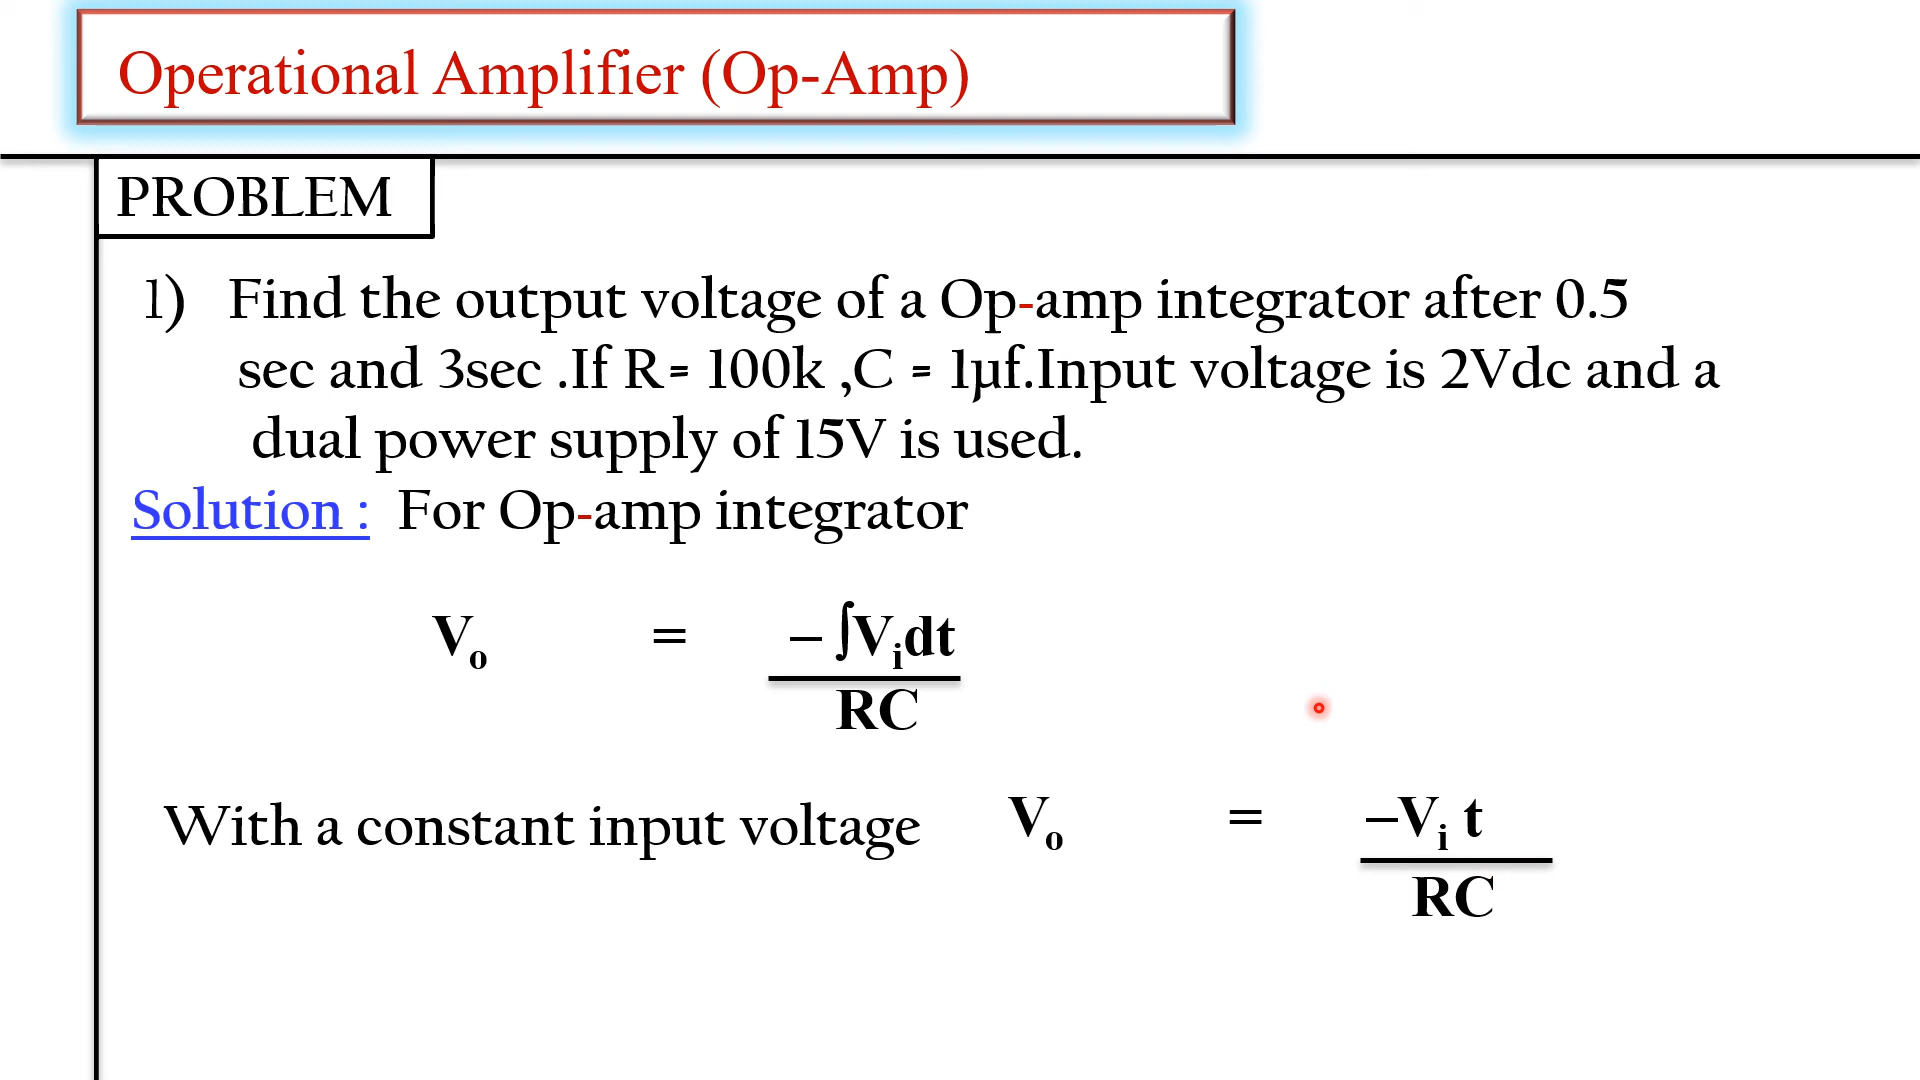 Operational Amplifier (Op-Amp)
PROBLEM
1) Find the output voltage of a Op-amp integrator after 0.5
sec and 3sec .If R= 100k ,C = 1µf.Input voltage is 2Vdc and a
dual power supply of 15V is used.
Solution : For Op-amp integrator
Vₒ = – ∫Vᵢdt
RC
With a constant input voltage Vₒ = –Vᵢ t
RC